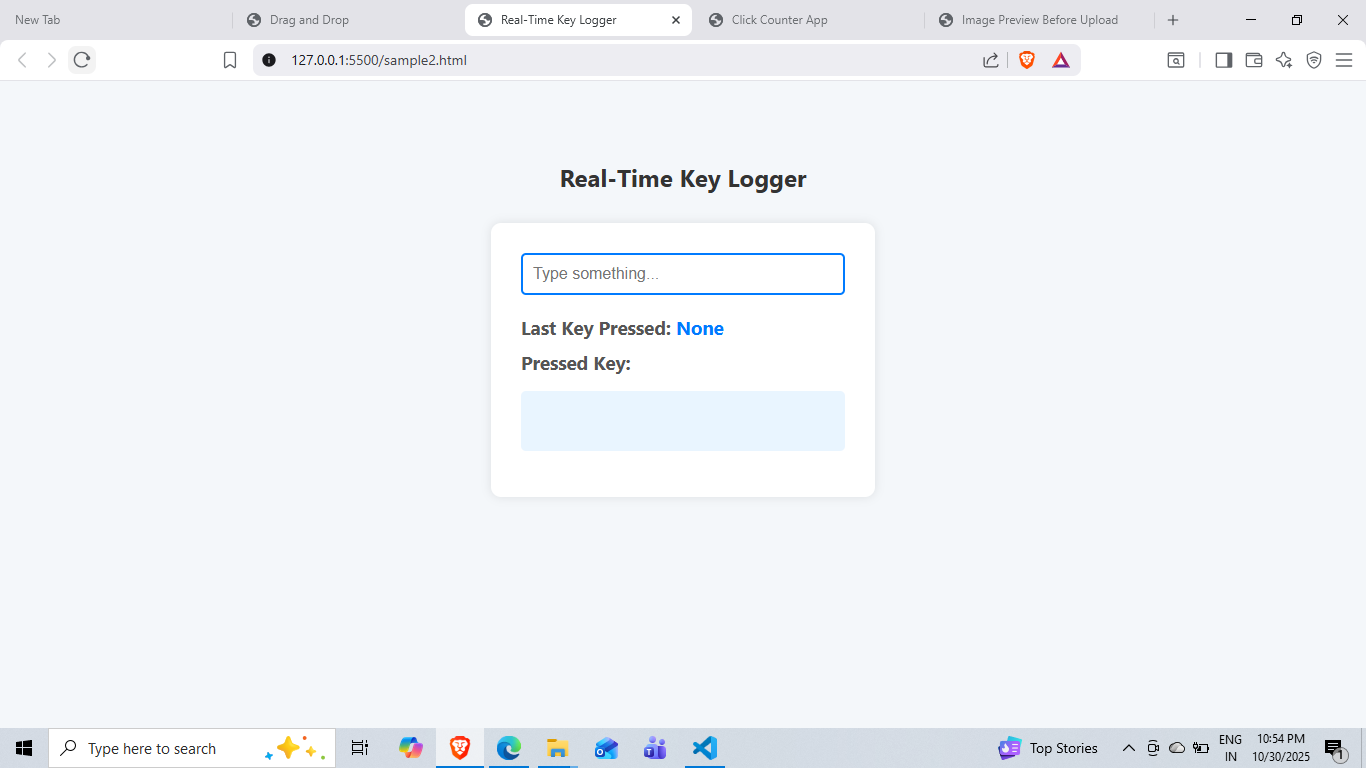 New Tab
Drag and Drop
Real-Time Key Logger
Click Counter App
Image Preview Before Upload
127.0.0.1:5500/sample2.html
Real-Time Key Logger
Type something...
Last Key Pressed: None
Pressed Key:
Type here to search
Top Stories
ENG
IN
10:54 PM
10/30/2025
1